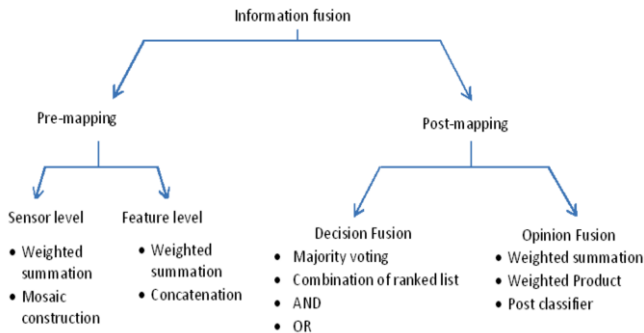 Information fusion
Pre-mapping
Post-mapping
Sensor level
• Weighted
summation
• Mosaic
construction
Feature level
• Weighted
summation
• Concatenation
Decision Fusion
• Majority voting
• Combination of ranked list
• AND
• OR
Opinion Fusion
• Weighted summation
• Weighted Product
• Post classifier